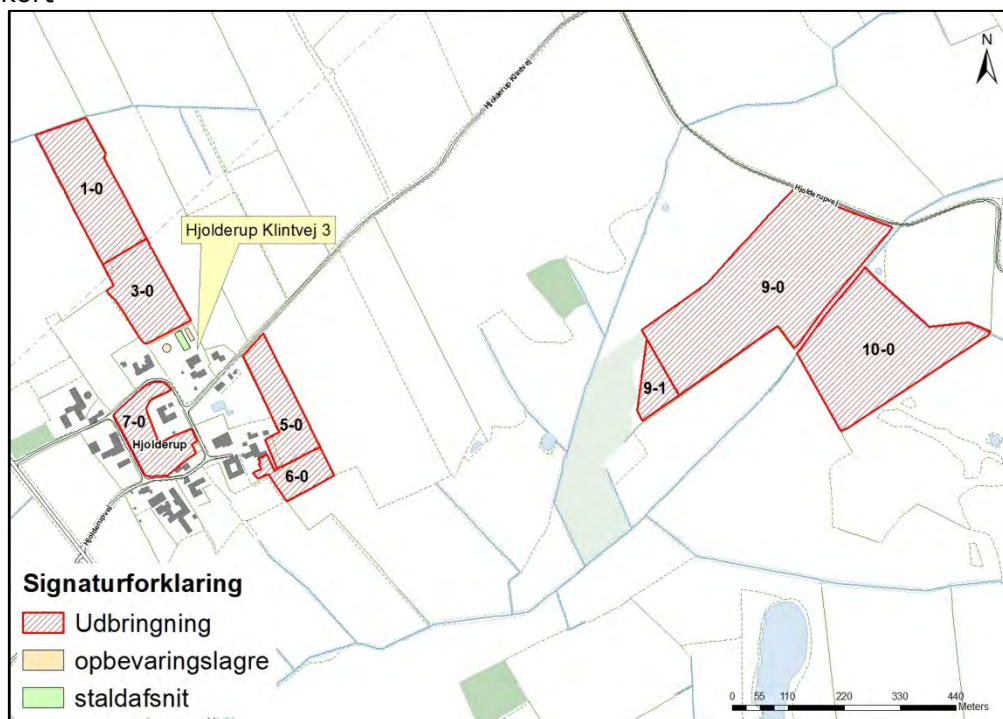 N
Hjolderup Klintvej
1-0
Hjolderup Klintvej 3
Hjolderupvej
3-0
9-0
10-0
9-1
7-0
5-0
Hjolderup
6-0
Hjolderupvej
Signaturforklaring
Udbringning
opbevaringslagre
staldafsnit
0 55 110 220 330 440
Meters